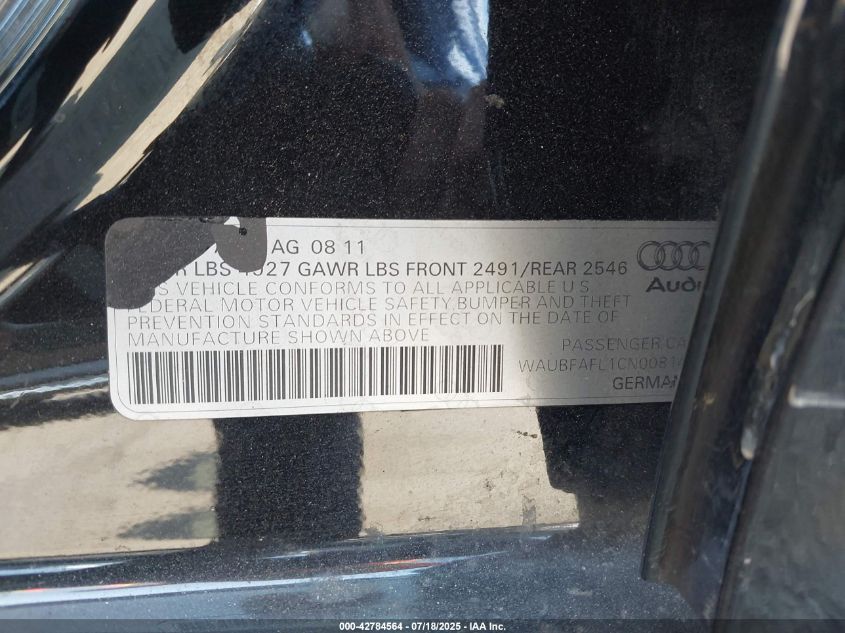 AG 08 11
LBS 4927 GAWR LBS FRONT 2491/REAR 2546
VEHICLE CONFORMS TO ALL APPLICABLE U S
FEDERAL MOTOR VEHICLE SAFETY, BUMPER AND THEFT
PREVENTION STANDARDS IN EFFECT ON THE DATE OF
MANUFACTURE SHOWN ABOVE
Audi
PASSENGER
WAUBFAFL1CN008
000-42784564 / 07/18/2025 - IAA Inc.